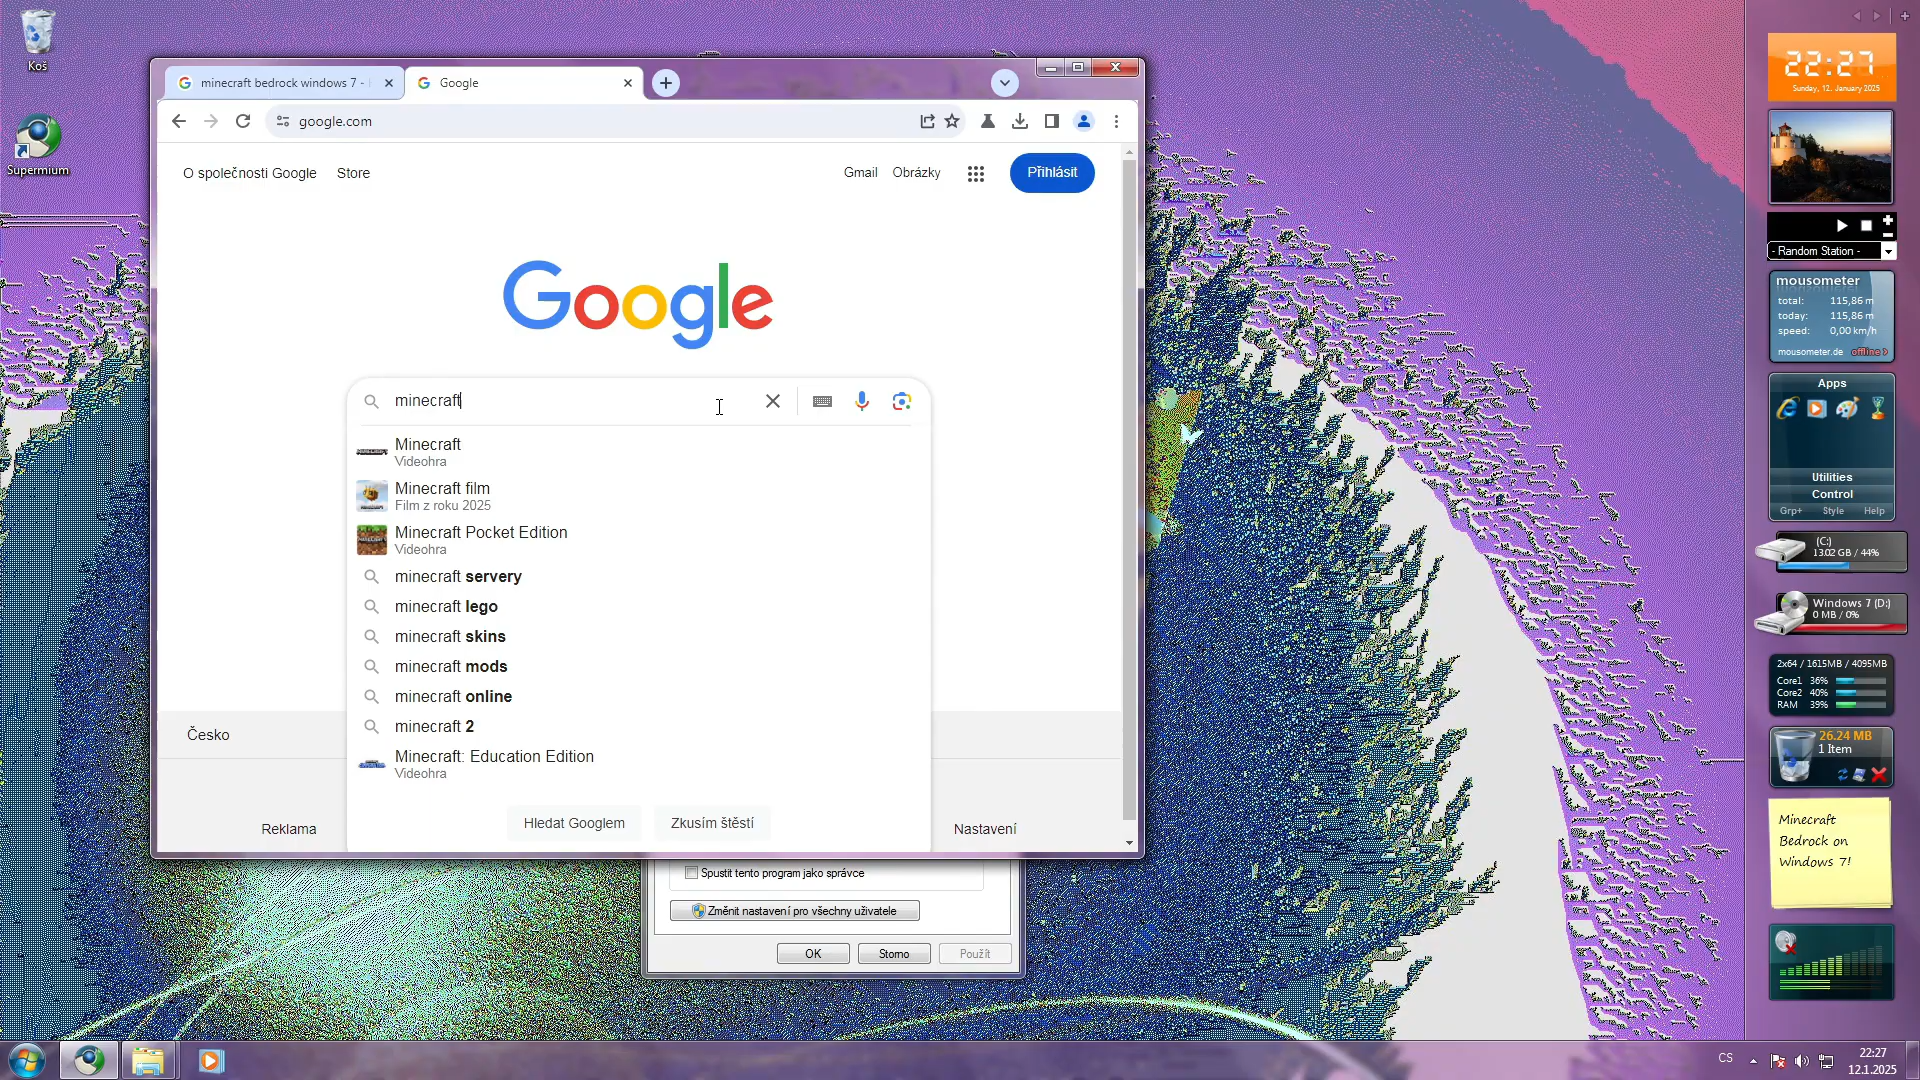 Koš
Supermium
minecraft bedrock windows 7 -
Google
google.com
O společnosti Google
Store
Gmail
Obrázky
Přihlásit
Google
minecraft
Minecraft
Videohra
Minecraft film
Film z roku 2025
Minecraft Pocket Edition
Videohra
minecraft servery
minecraft lego
minecraft skins
minecraft mods
minecraft online
minecraft 2
Minecraft: Education Edition
Videohra
Hledat Googlem
Zkusím štěstí
Česko
Reklama
Nastavení
Spustit tento program jako správce
Změnit nastavení pro všechny uživatele
OK
Storno
Použít
22:27
Sunday, 12. January 2025
- Random Station -
mousometer
total: 115,86 m
today: 115,86 m
speed: 0,00 km/h
mousometer.de offline
Apps
Utilities
Control
Grp+ Style Help
(C:)
13.02 GB / 44%
Windows 7 (D:)
0 MB / 0%
2x64 / 1615MB / 4095MB
Core1 36%
Core2 40%
RAM 39%
26.24 MB
1 Item
Minecraft
Bedrock on
Windows 7!
CS
22:27
12.1.2025